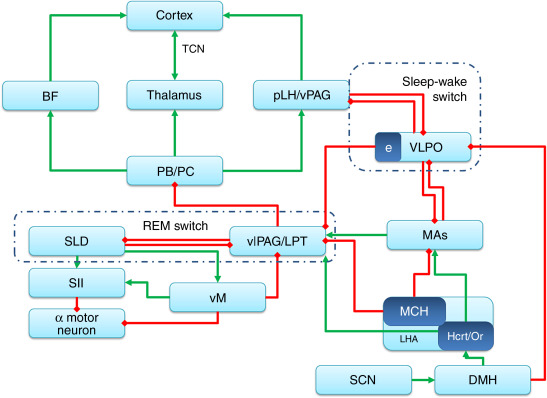 Cortex
TCN
Sleep-wake
switch
BF
Thalamus
pLH/vPAG
e
VLPO
PB/PC
REM switch
SLD
vlPAG/LPT
MAs
SII
vM
MCH
α motor
neuron
LHA
Hcrt/Or
SCN
DMH